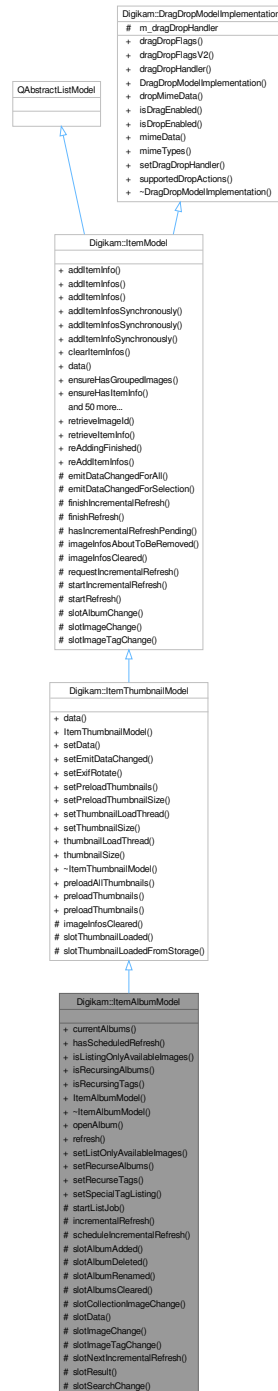 Digikam::DragDropModelImplementation
# m_dragDropHandler
+ dragDropFlags()
+ dragDropFlagsV2()
+ dragDropHandler()
+ DragDropModelImplementation()
+ dropMimeData()
+ isDragEnabled()
+ isDropEnabled()
+ mimeData()
+ mimeTypes()
+ setDragDropHandler()
+ supportedDropActions()
+ ~DragDropModelImplementation()
QAbstractListModel
Digikam::ItemModel
+ addItemInfo()
+ addItemInfos()
+ addItemInfos()
+ addItemInfosSynchronously()
+ addItemInfosSynchronously()
+ addItemInfoSynchronously()
+ clearItemInfos()
+ data()
+ ensureHasGroupedImages()
+ ensureHasItemInfo()
and 50 more...
+ retrieveImageId()
+ retrieveItemInfo()
+ reAddingFinished()
+ reAddItemInfos()
# emitDataChangedForAll()
# emitDataChangedForSelection()
# finishIncrementalRefresh()
# finishRefresh()
# hasIncrementalRefreshPending()
# imageInfosAboutToBeRemoved()
# imageInfosCleared()
# requestIncrementalRefresh()
# startIncrementalRefresh()
# startRefresh()
# slotAlbumChange()
# slotImageChange()
# slotImageTagChange()
Digikam::ItemThumbnailModel
+ data()
+ ItemThumbnailModel()
+ setData()
+ setEmitDataChanged()
+ setExifRotate()
+ setPreloadThumbnails()
+ setPreloadThumbnailSize()
+ setThumbnailLoadThread()
+ setThumbnailSize()
+ thumbnailLoadThread()
+ thumbnailSize()
+ ~ItemThumbnailModel()
+ preloadAllThumbnails()
+ preloadThumbnails()
+ preloadThumbnails()
# imageInfosCleared()
# slotThumbnailLoaded()
# slotThumbnailLoadedFromStorage()
Digikam::ItemAlbumModel
+ currentAlbums()
+ hasScheduledRefresh()
+ isListingOnlyAvailableImages()
+ isRecursingAlbums()
+ isRecursingTags()
+ ItemAlbumModel()
+ ~ItemAlbumModel()
+ openAlbum()
+ refresh()
+ setListOnlyAvailableImages()
+ setRecurseAlbums()
+ setRecurseTags()
+ setSpecialTagListing()
# startListJob()
# incrementalRefresh()
# scheduleIncrementalRefresh()
# slotAlbumAdded()
# slotAlbumDeleted()
# slotAlbumRenamed()
# slotAlbumsCleared()
# slotCollectionImageChange()
# slotData()
# slotImageChange()
# slotImageTagChange()
# slotNextIncrementalRefresh()
# slotResult()
# slotSearchChange()